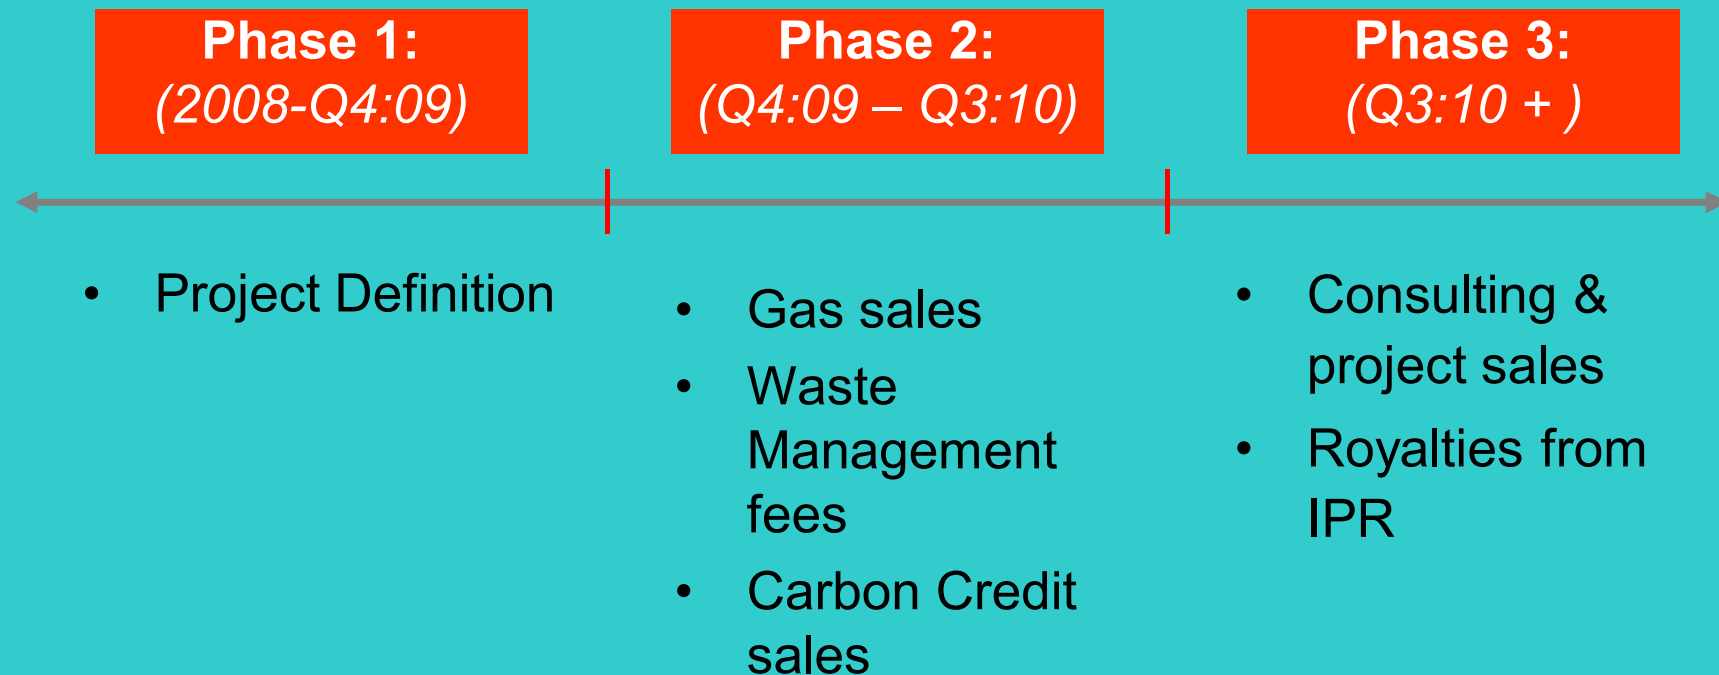 Phase 1:
(2008-Q4:09)
Phase 2:
(Q4:09 – Q3:10)
Phase 3:
(Q3:10 + )
• Project Definition
• Gas sales
• Waste
Management
fees
• Carbon Credit
sales
• Consulting &
project sales
• Royalties from
IPR